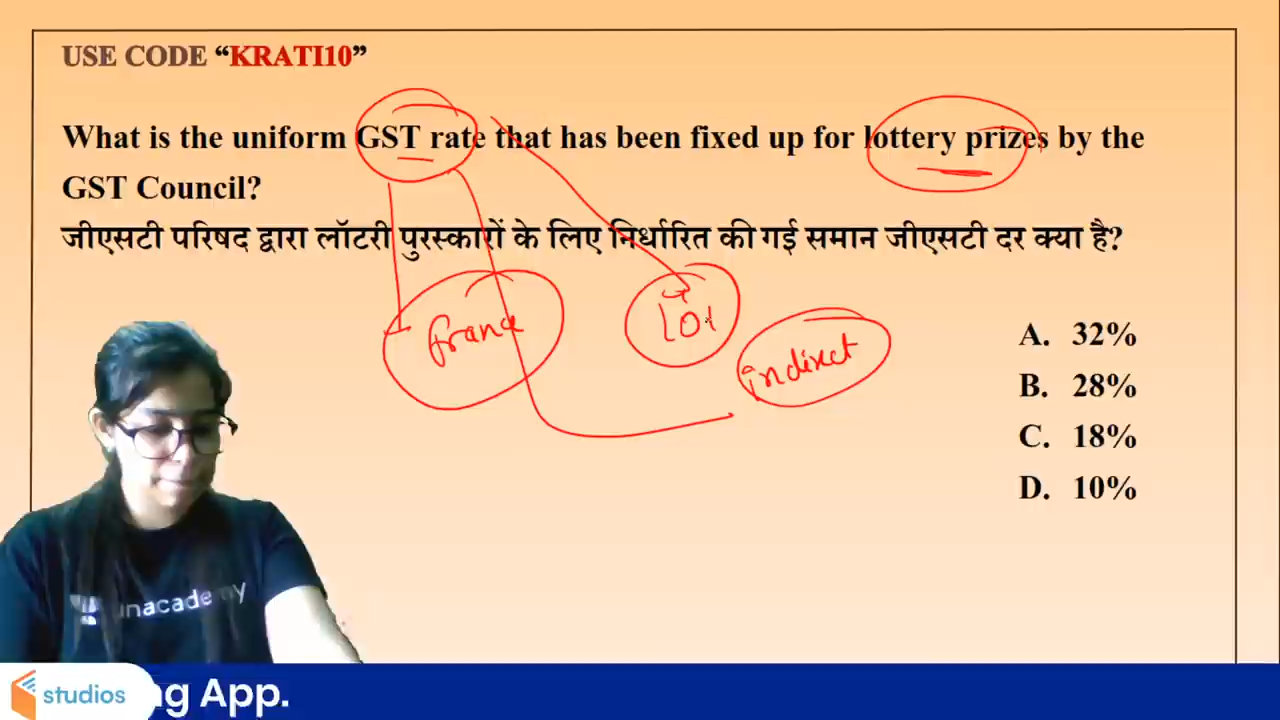 USE CODE “KRATI10”
What is the uniform GST rate that has been fixed up for lottery prizes by the
GST Council?
जीएसटी परिषद द्वारा लॉटरी पुरस्कारों के लिए निर्धारित की गई समान जीएसटी दर क्या है?
france
101
indirect
A. 32%
B. 28%
C. 18%
D. 10%
unacademy
studios
ng App.